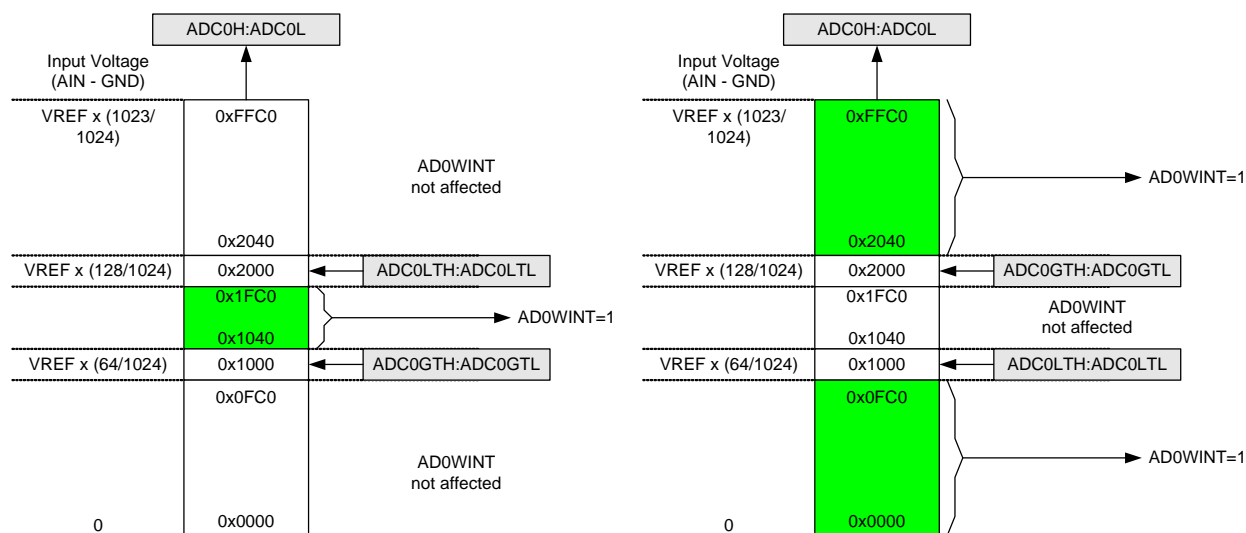 ADC0H:ADC0L
Input Voltage
(AIN - GND)
VREF x (1023/
1024)
0xFFC0
AD0WINT
not affected
0x2040
VREF x (128/1024)
0x2000
ADC0LTH:ADC0LTL
0x1FC0
AD0WINT=1
0x1040
VREF x (64/1024)
0x1000
ADC0GTH:ADC0GTL
0x0FC0
AD0WINT
not affected
0
0x0000
ADC0H:ADC0L
Input Voltage
(AIN - GND)
VREF x (1023/
1024)
0xFFC0
AD0WINT=1
0x2040
VREF x (128/1024)
0x2000
ADC0GTH:ADC0GTL
0x1FC0
AD0WINT
not affected
0x1040
VREF x (64/1024)
0x1000
ADC0LTH:ADC0LTL
0x0FC0
AD0WINT=1
0
0x0000